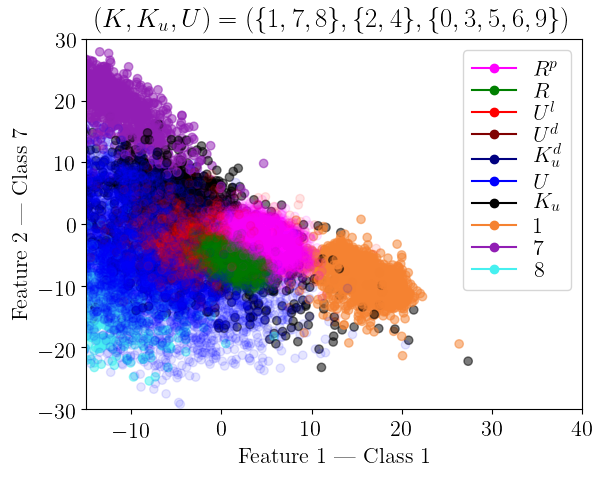 (K, K_u, U) = ({1, 7, 8}, {2, 4}, {0, 3, 5, 6, 9})
30
20
10
0
−10
−20
−30
Feature 2 — Class 7
R^p
R
U^l
U^d
K_u^d
U
K_u
1
7
8
−10
0
10
20
30
40
Feature 1 — Class 1